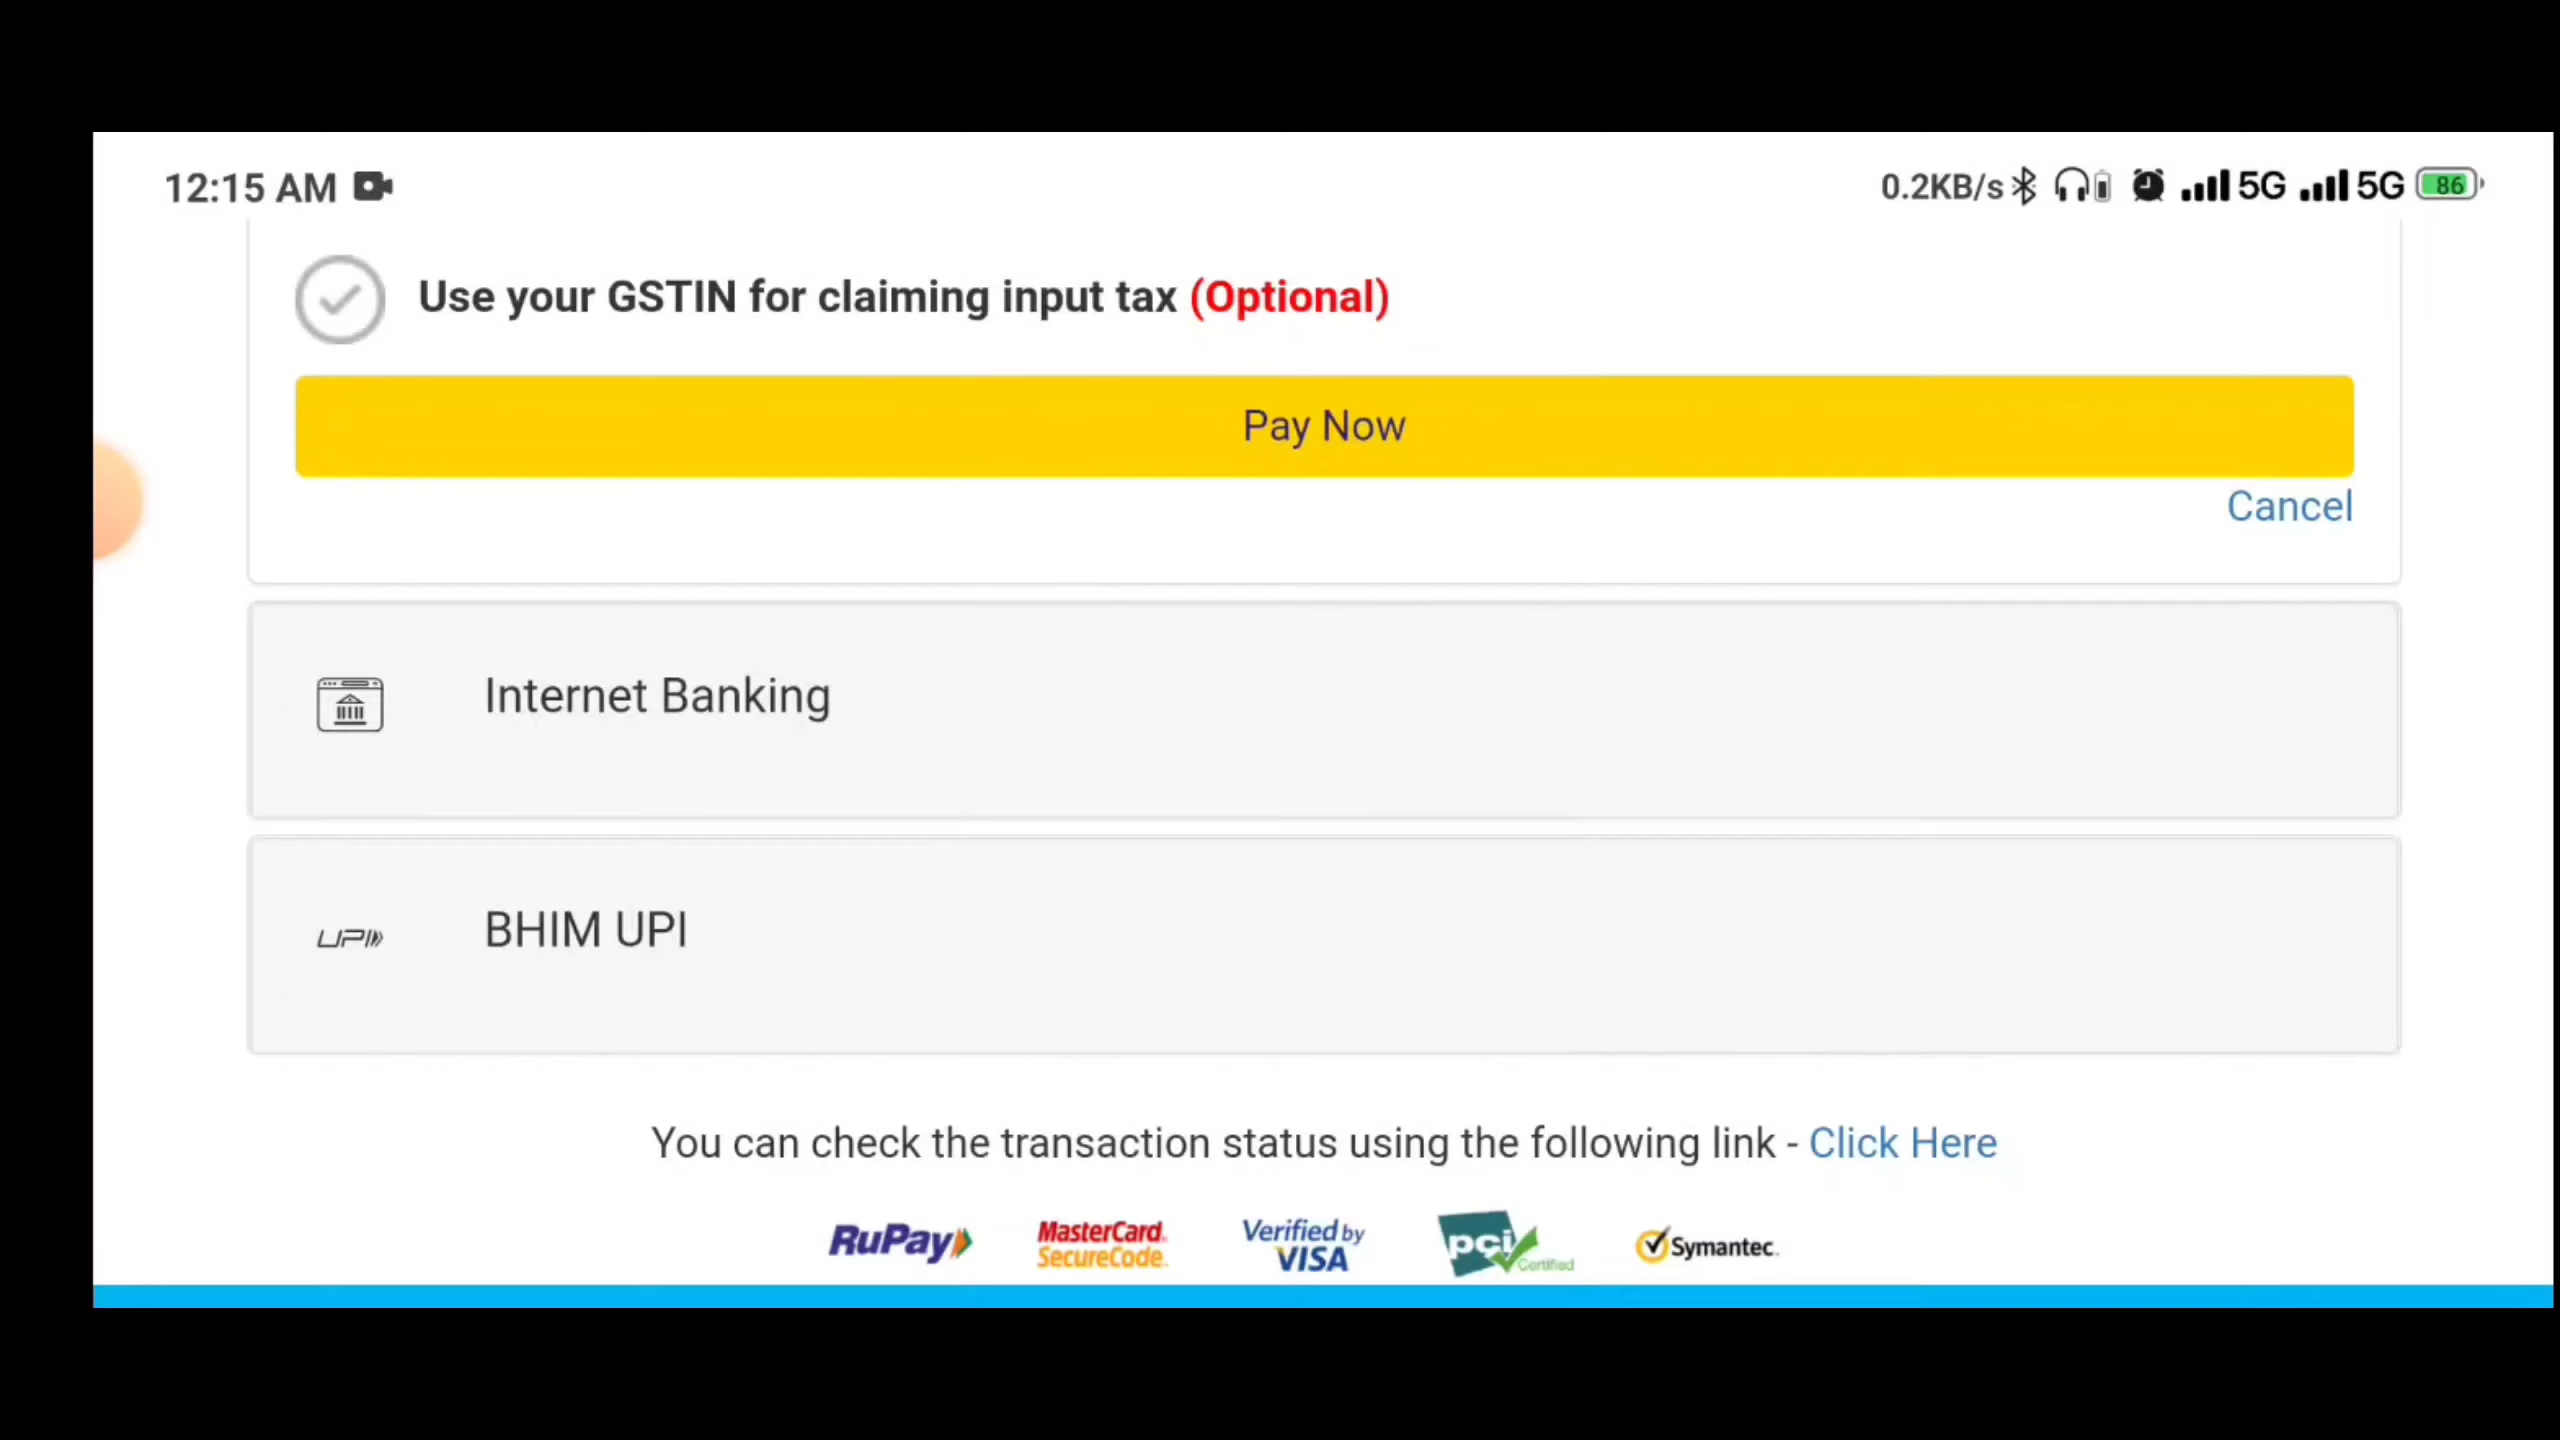 12:15 AM 0.2KB/s 5G 5G 86
Use your GSTIN for claiming input tax (Optional)
Pay Now
Cancel
Internet Banking
UPI BHIM UPI
You can check the transaction status using the following link - Click Here
RuPay MasterCard. SecureCode. Verified by VISA pci Certified Symantec.